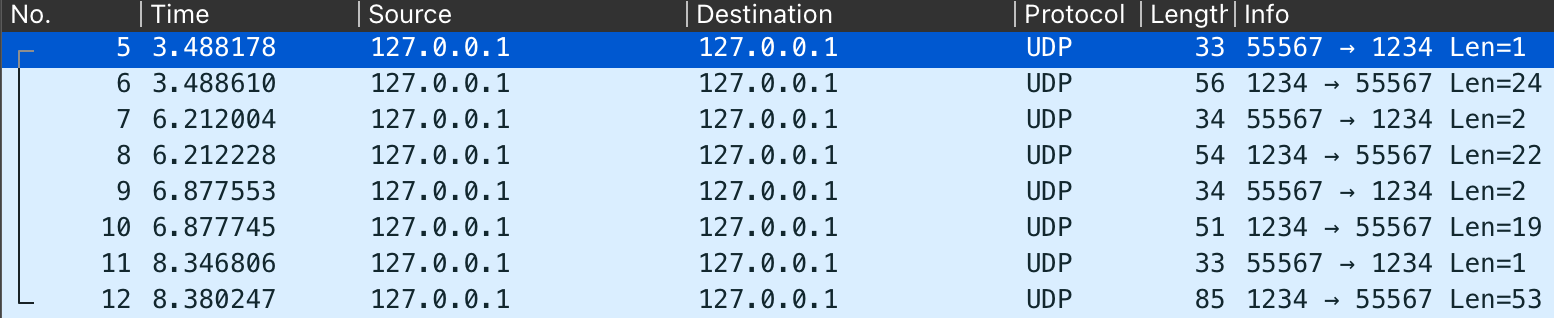 No. Time Source Destination Protocol Length Info
5 3.488178 127.0.0.1 127.0.0.1 UDP 33 55567 → 1234 Len=1
6 3.488610 127.0.0.1 127.0.0.1 UDP 56 1234 → 55567 Len=24
7 6.212004 127.0.0.1 127.0.0.1 UDP 34 55567 → 1234 Len=2
8 6.212228 127.0.0.1 127.0.0.1 UDP 54 1234 → 55567 Len=22
9 6.877553 127.0.0.1 127.0.0.1 UDP 34 55567 → 1234 Len=2
10 6.877745 127.0.0.1 127.0.0.1 UDP 51 1234 → 55567 Len=19
11 8.346806 127.0.0.1 127.0.0.1 UDP 33 55567 → 1234 Len=1
12 8.380247 127.0.0.1 127.0.0.1 UDP 85 1234 → 55567 Len=53